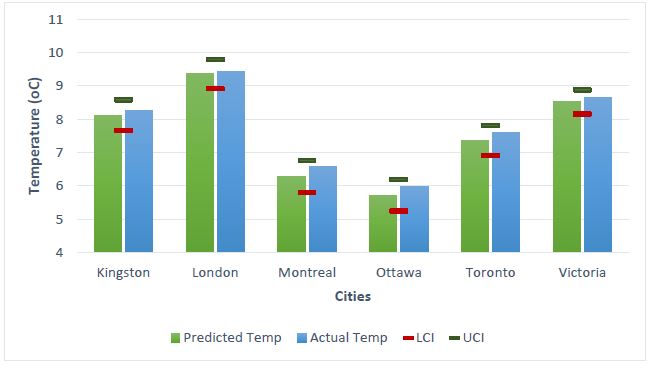 11
10
9
8
7
6
5
4
Temperature (oC)
Kingston London Montreal Ottawa Toronto Victoria
Cities
Predicted Temp Actual Temp LCI UCI